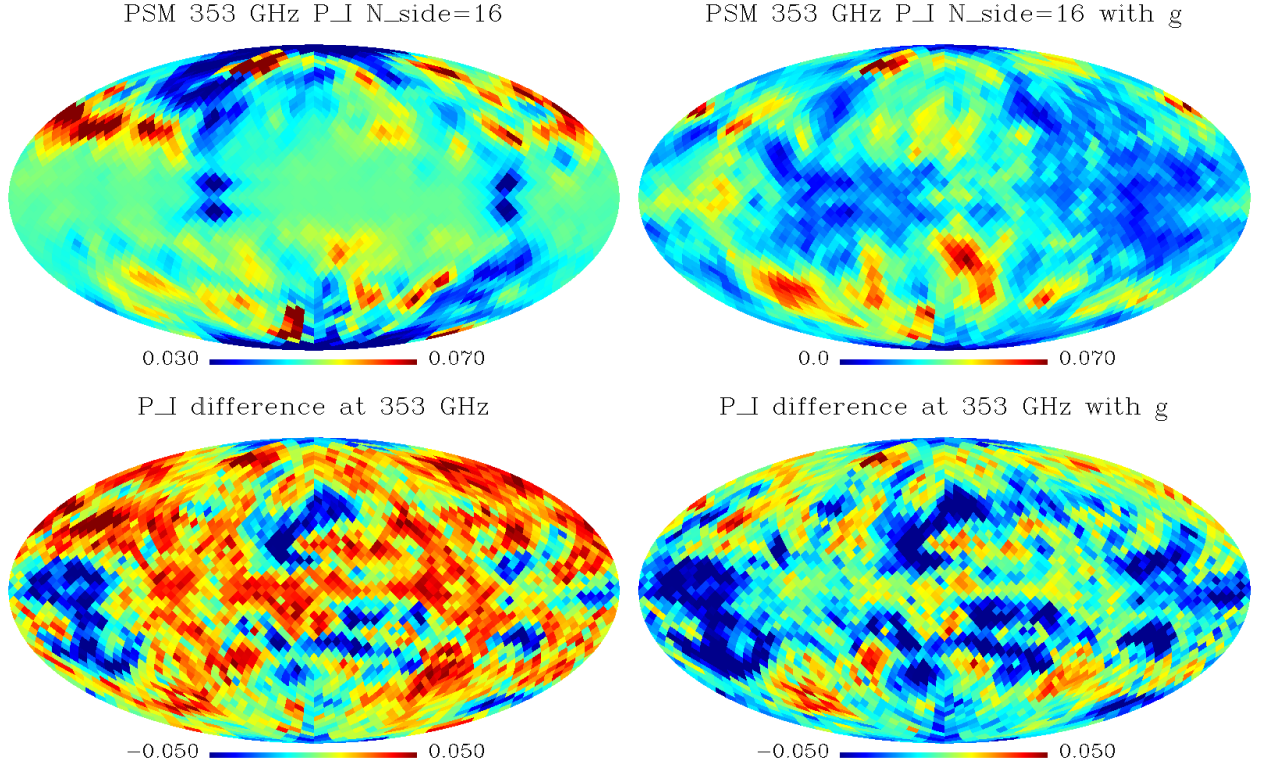 PSM 353 GHz P_I N_side=16
PSM 353 GHz P_I N_side=16 with g
0.030 0.070
0.0 0.070
P_I difference at 353 GHz
P_I difference at 353 GHz with g
−0.050 0.050
−0.050 0.050